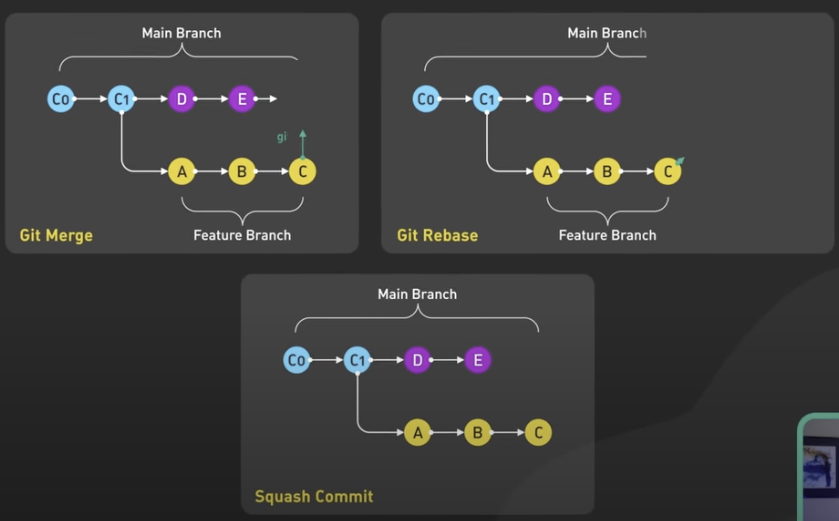 Main Branch
C0 C1 D E
gi
A B C
Feature Branch
Git Merge
Main Branch
C0 C1 D E
A B C
Feature Branch
Git Rebase
Main Branch
C0 C1 D E
A B C
Squash Commit